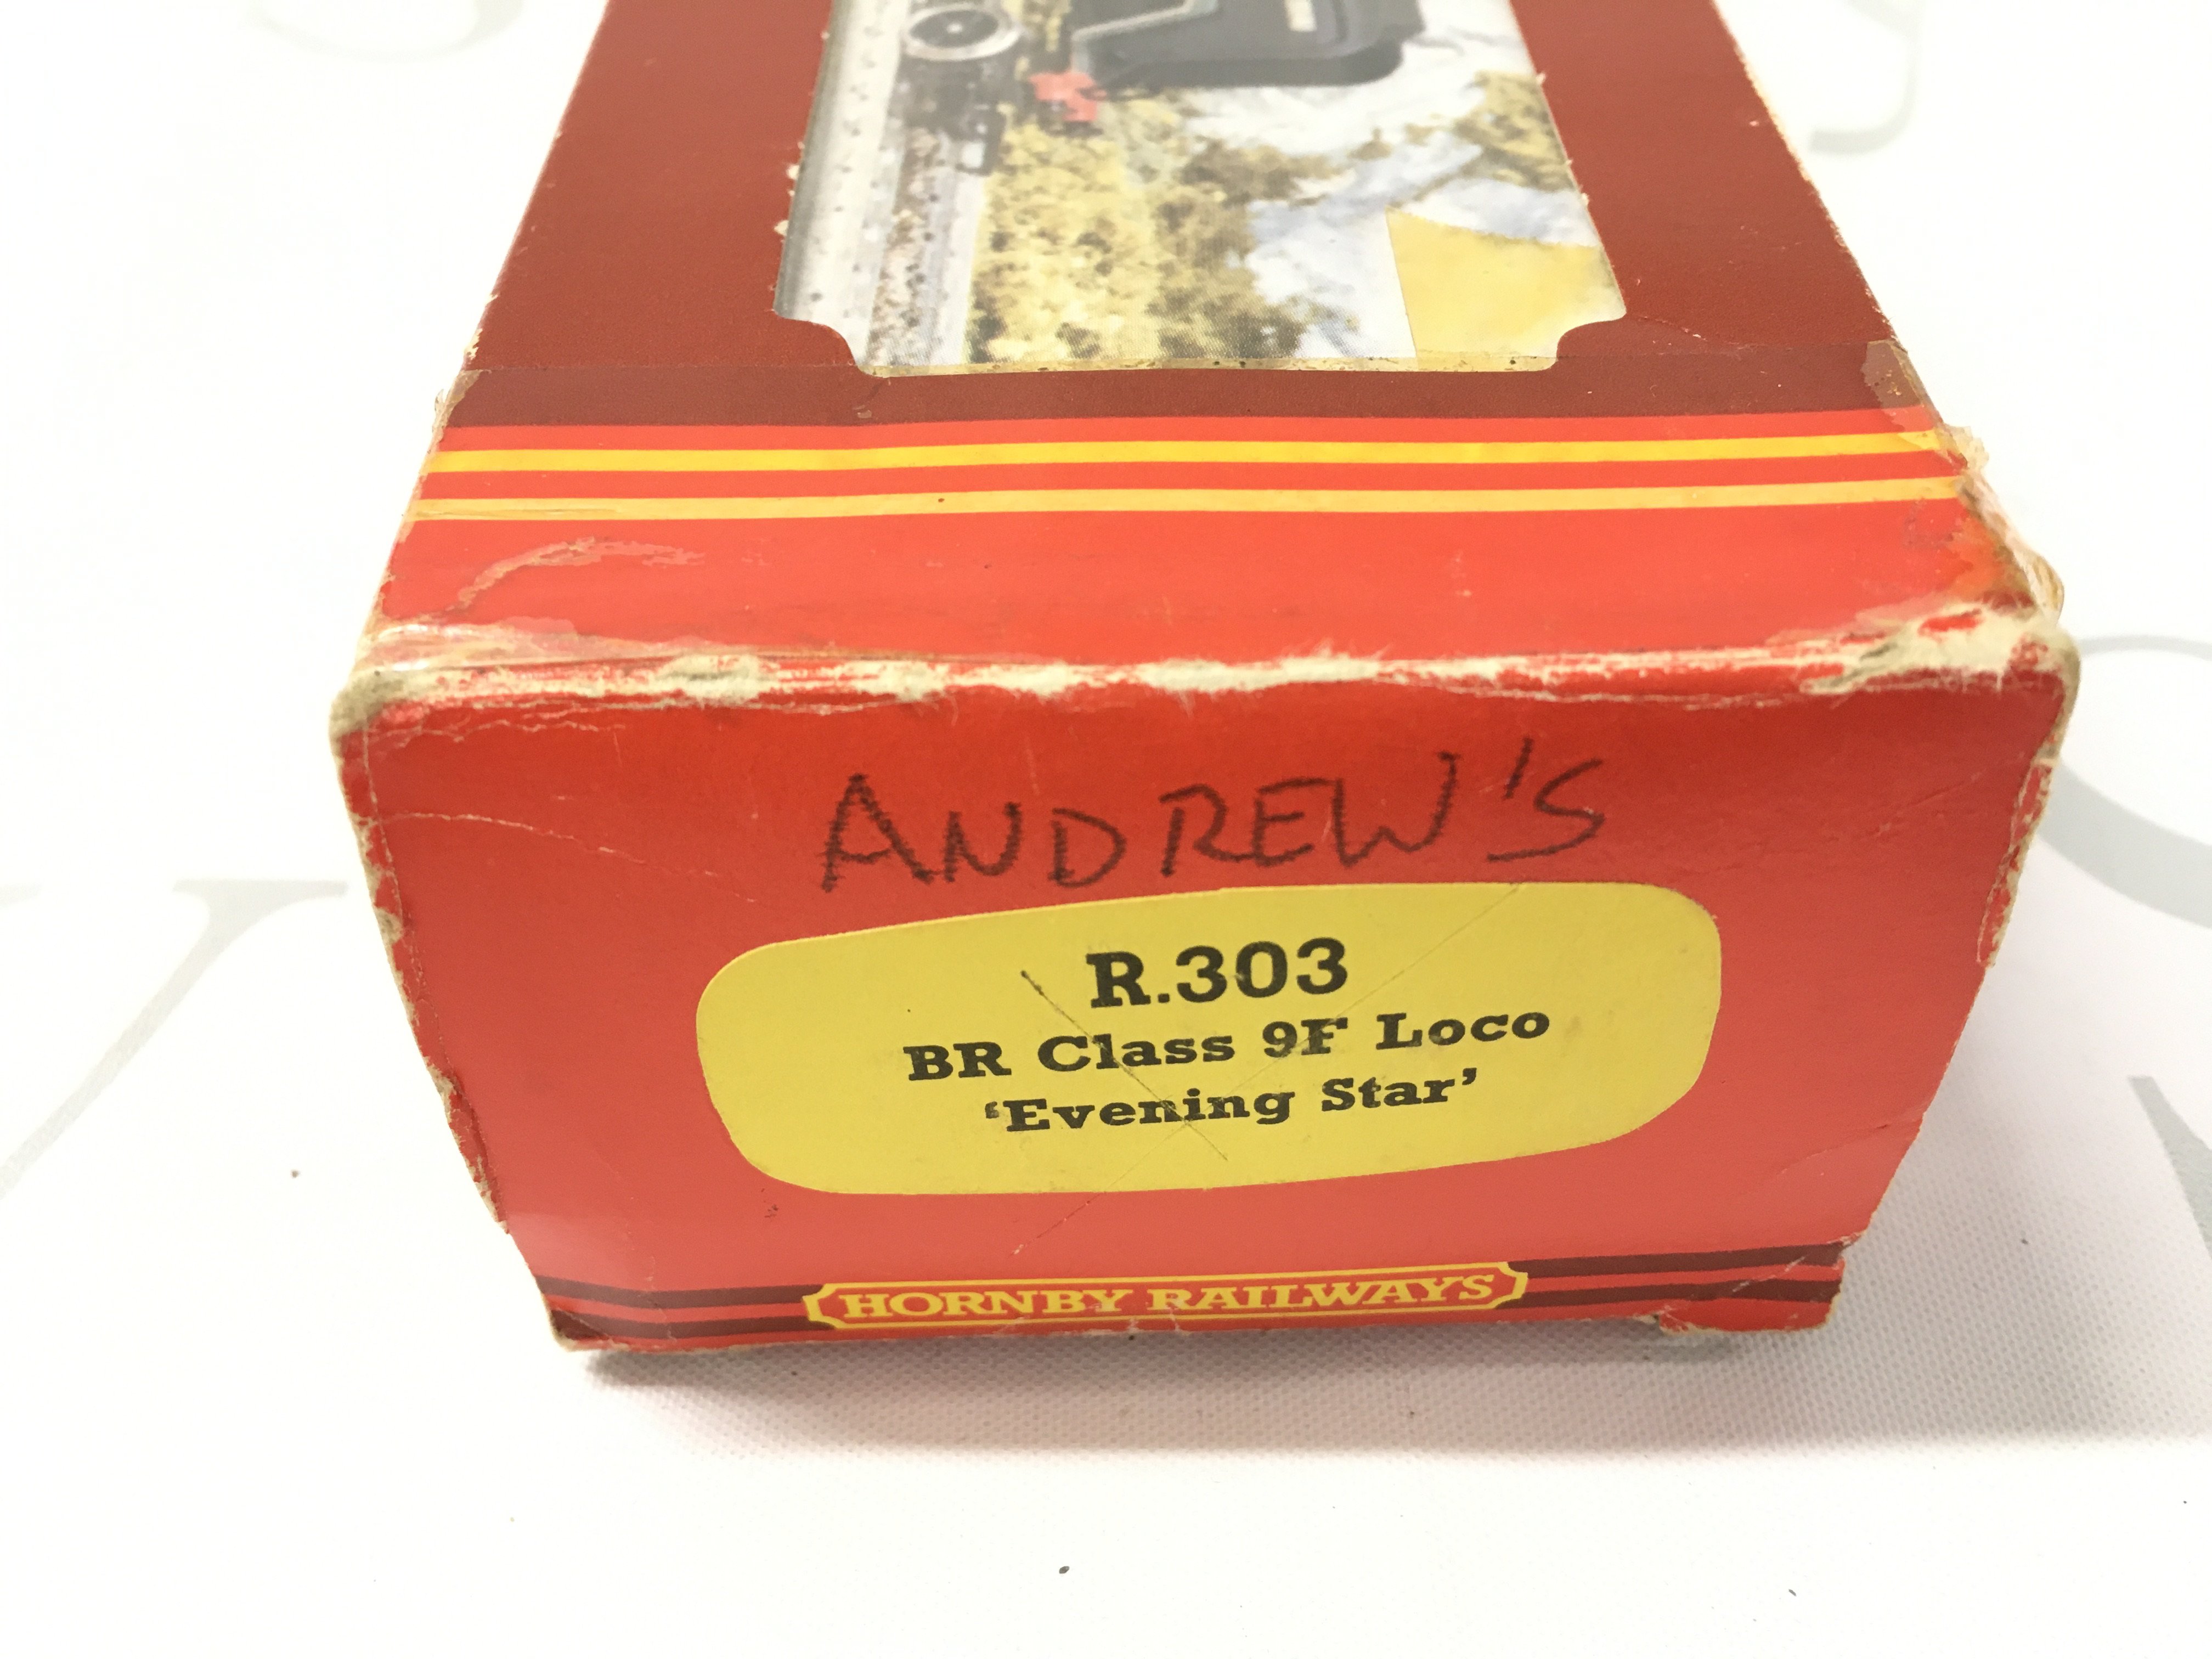 ANDREW'S
R.303
BR Class 9F Loco
‘Evening Star’
HORNBY RAILWAYS